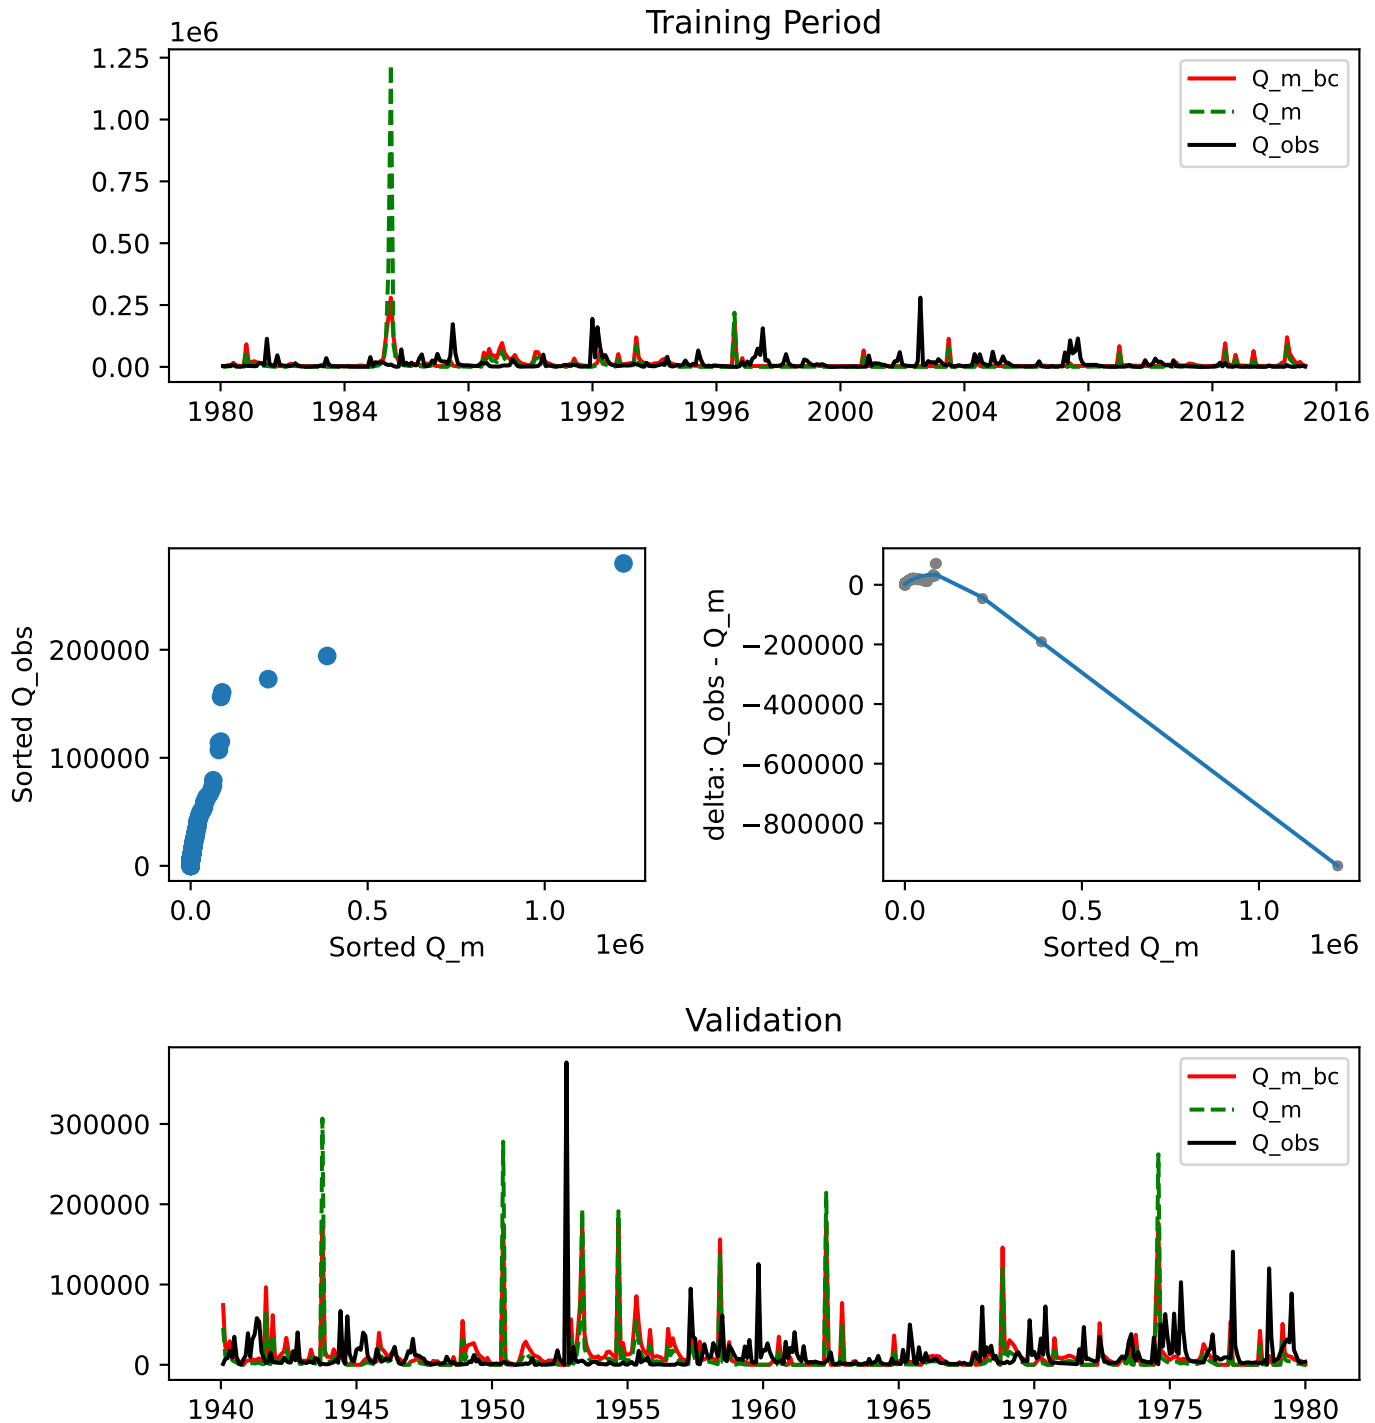 Training Period
1e6
1.25
1.00
0.75
0.50
0.25
0.00
1980 1984 1988 1992 1996 2000 2004 2008 2012 2016
Q_m_bc
Q_m
Q_obs
Sorted Q_obs
200000
100000
0
0.0 0.5 1.0
Sorted Q_m
1e6
delta: Q_obs - Q_m
0
−200000
−400000
−600000
−800000
0.0 0.5 1.0
Sorted Q_m
1e6
Validation
300000
200000
100000
0
1940 1945 1950 1955 1960 1965 1970 1975 1980
Q_m_bc
Q_m
Q_obs